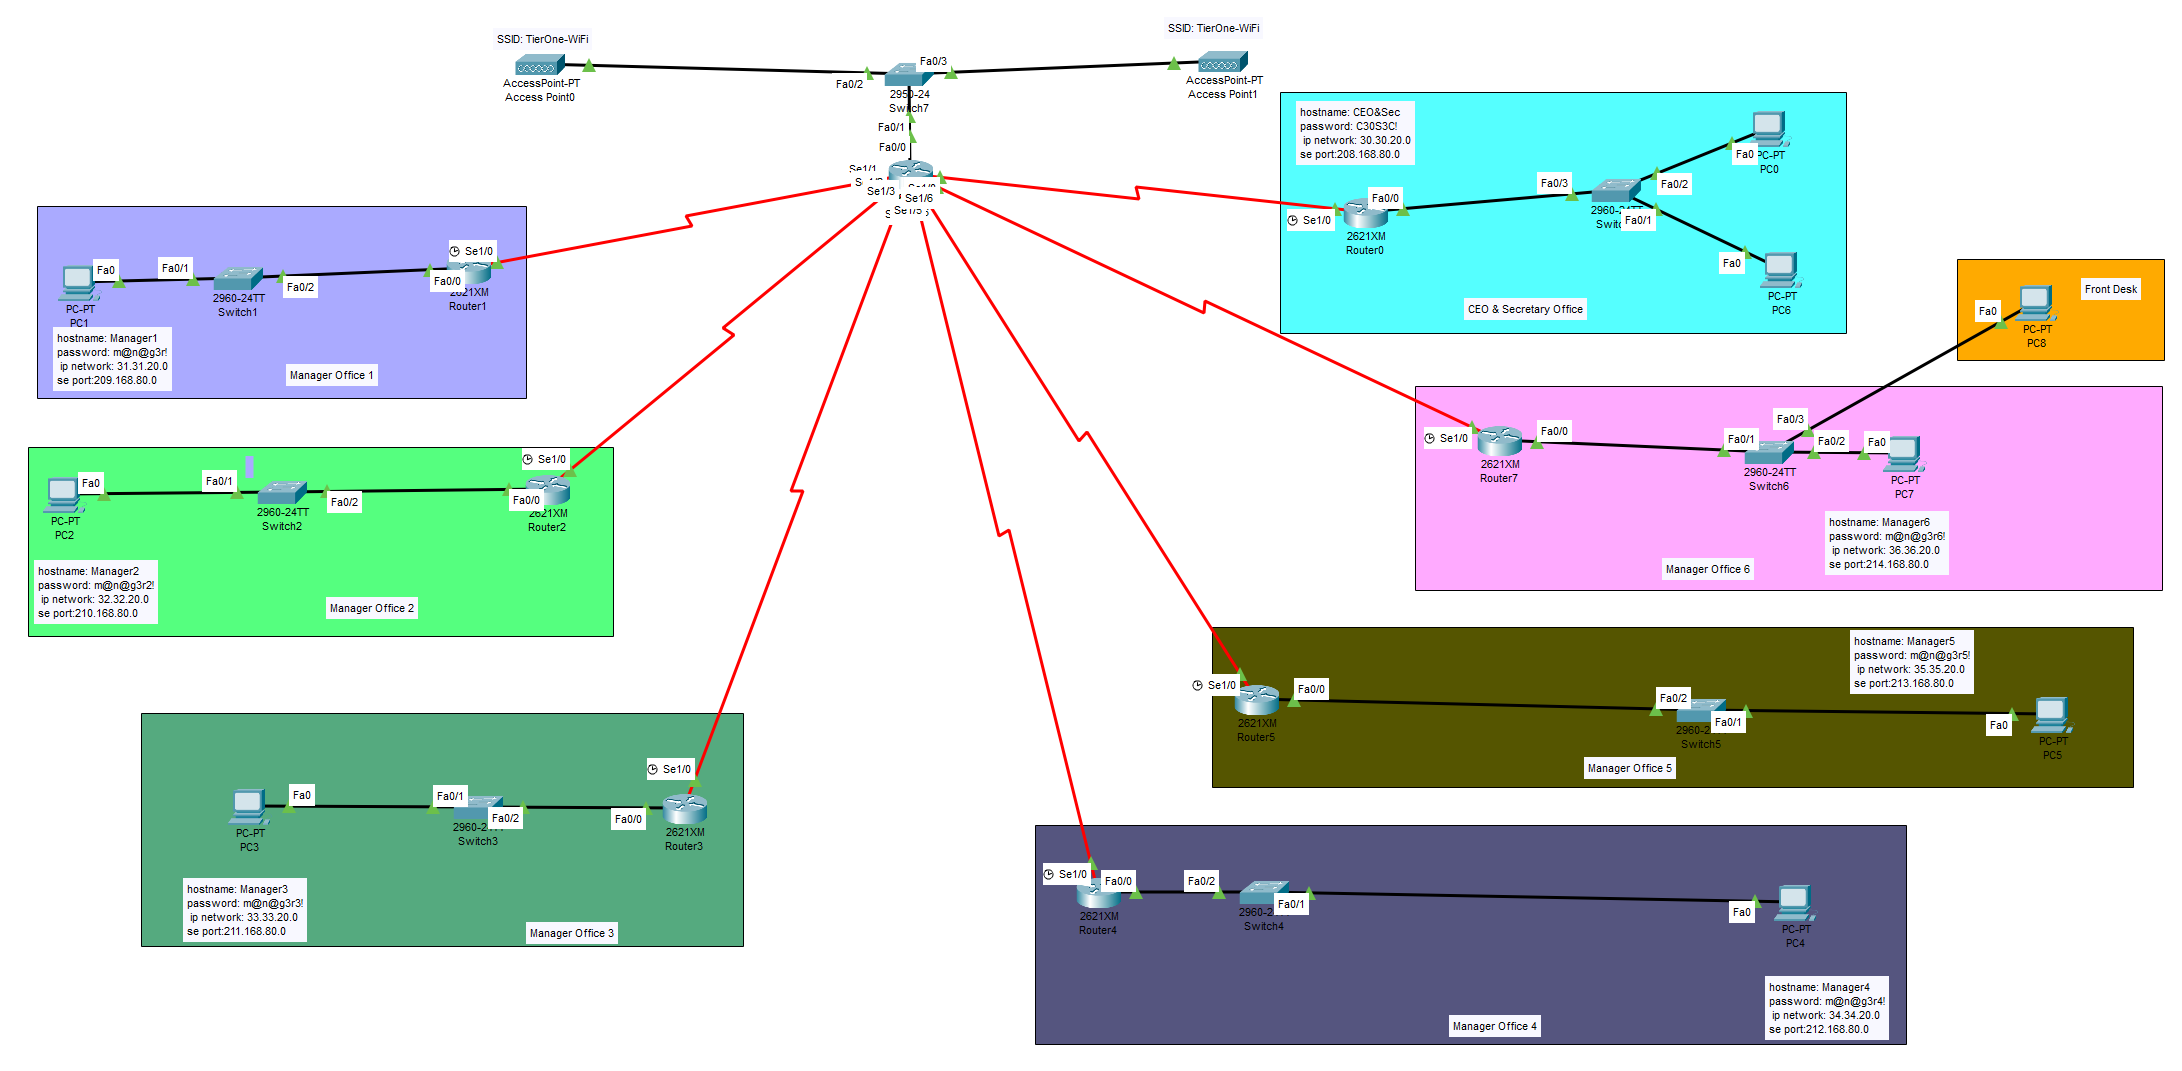 SSID: TierOne-WiFi
AccessPoint-PT
Access Point0
Fa0/2
Fa0/3
2950-24
Switch7
Fa0/1
Fa0/0
SSID: TierOne-WiFi
AccessPoint-PT
Access Point1
Se1/1
Se1/3
Se1/6
Se1/5
hostname: CEO&Sec
password: C30S3C!
ip network: 30.30.20.0
se port:208.168.80.0
Se1/0
Fa0/0
2621XM
Router0
Fa0/3
Fa0/2
2960-24TT
Fa0/1
Fa0
PC-PT
PC0
Fa0
PC-PT
PC6
CEO & Secretary Office
Fa0
PC-PT
PC1
Fa0/1
2960-24TT
Switch1
Fa0/2
Se1/0
Fa0/0
2621XM
Router1
hostname: Manager1
password: m@n@g3r!
ip network: 31.31.20.0
se port:209.168.80.0
Manager Office 1
Front Desk
Fa0
PC-PT
PC8
Se1/0
Fa0/0
2621XM
Router7
Fa0/1
Fa0/3
Fa0/2
2960-24TT
Switch6
Fa0
PC-PT
PC7
hostname: Manager6
password: m@n@g3r6!
ip network: 36.36.20.0
se port:214.168.80.0
Manager Office 6
Fa0
PC-PT
PC2
Fa0/1
2960-24TT
Switch2
Fa0/2
Se1/0
Fa0/0
2621XM
Router2
hostname: Manager2
password: m@n@g3r2!
ip network: 32.32.20.0
se port:210.168.80.0
Manager Office 2
hostname: Manager5
password: m@n@g3r5!
ip network: 35.35.20.0
se port:213.168.80.0
Se1/0
Fa0/0
2621XM
Router5
Fa0/2
Fa0/1
Switch5
Fa0
PC-PT
PC5
Manager Office 5
Fa0
PC-PT
PC3
Fa0/1
Fa0/2
Switch3
Se1/0
Fa0/0
2621XM
Router3
hostname: Manager3
password: m@n@g3r3!
ip network: 33.33.20.0
se port:211.168.80.0
Manager Office 3
Se1/0
Fa0/0
2621XM
Router4
Fa0/2
Fa0/1
Switch4
Fa0
PC-PT
PC4
hostname: Manager4
password: m@n@g3r4!
ip network: 34.34.20.0
se port:212.168.80.0
Manager Office 4